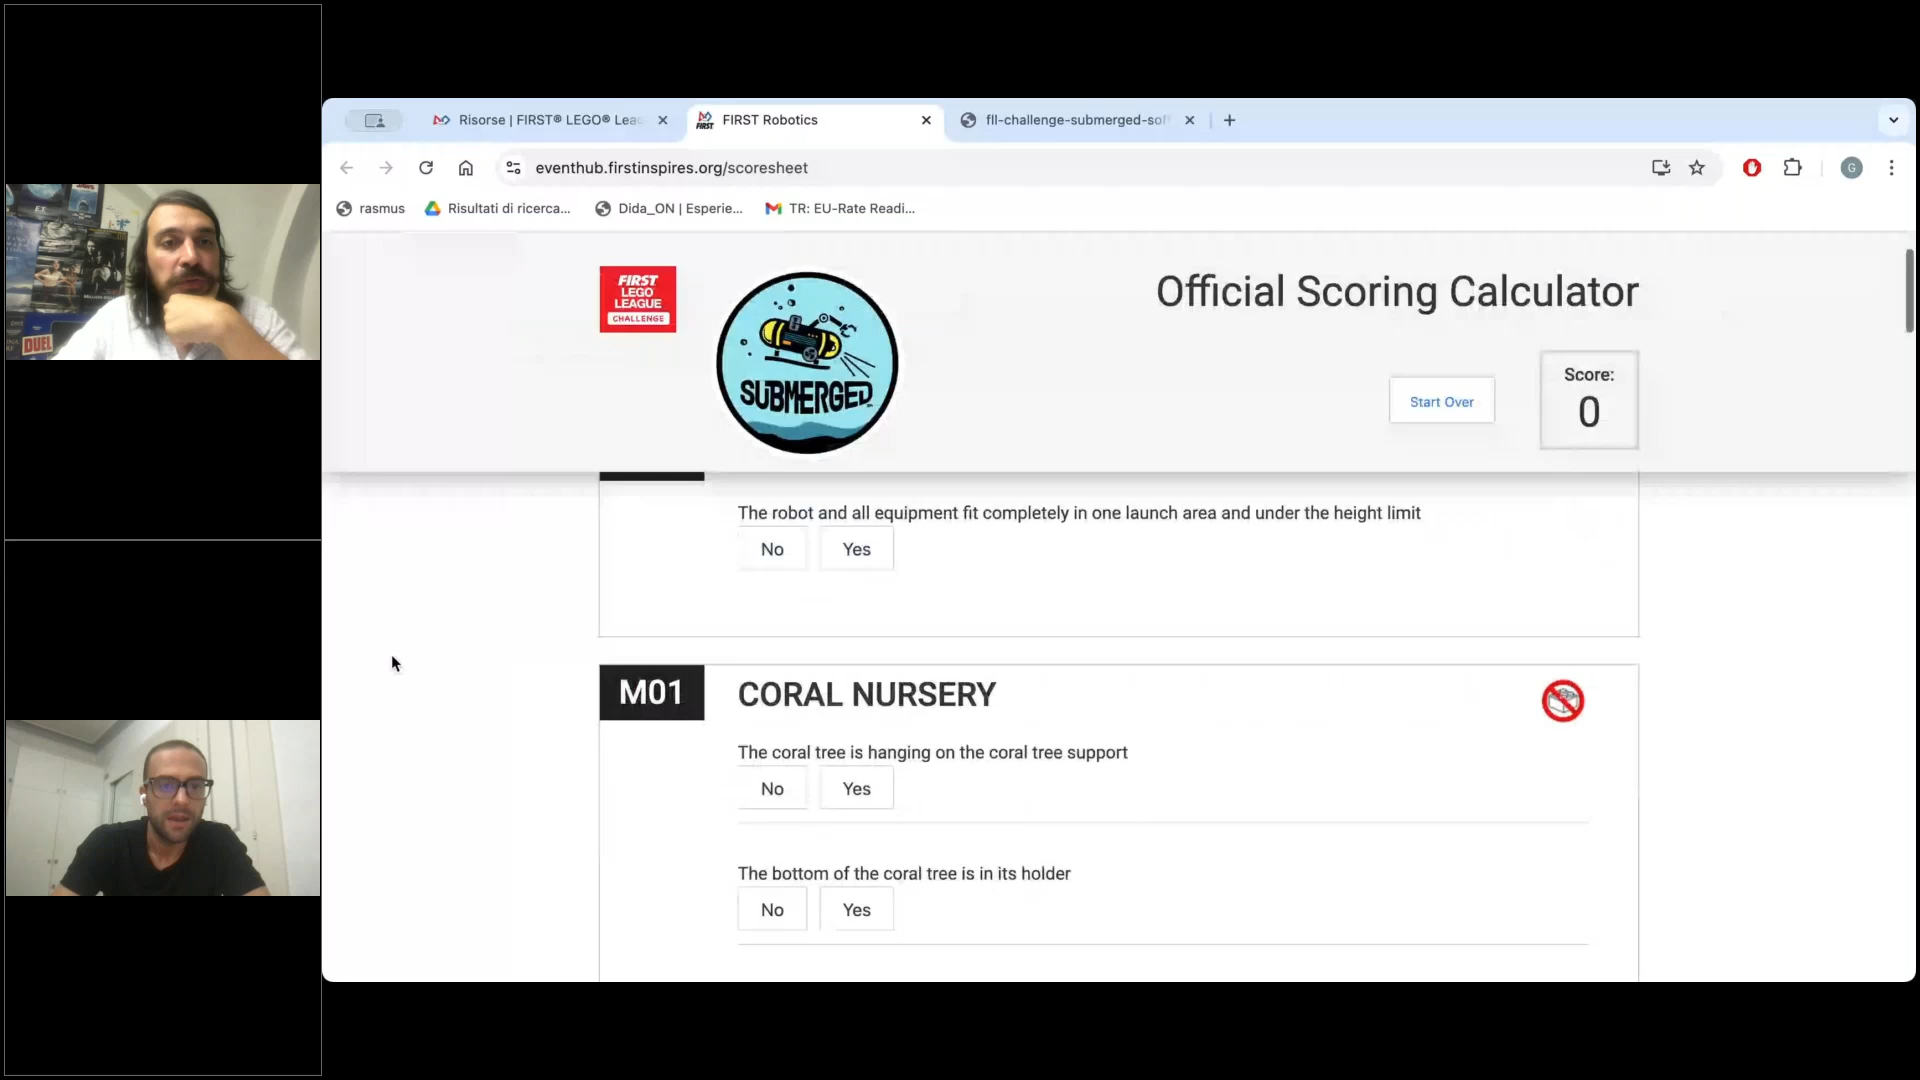 Risorse | FIRST® LEGO® Leag
FIRST Robotics
fll-challenge-submerged-sof
eventhub.firstinspires.org/scoresheet
G
rasmus
Risultati di ricerca...
Dida_ON | Esperie...
TR: EU-Rate Readi...
FIRST
LEGO
LEAGUE
CHALLENGE
SUBMERGED
Official Scoring Calculator
Start Over
Score:
0
The robot and all equipment fit completely in one launch area and under the height limit
No
Yes
M01
CORAL NURSERY
The coral tree is hanging on the coral tree support
No
Yes
The bottom of the coral tree is in its holder
No
Yes
E.T.
DUEL